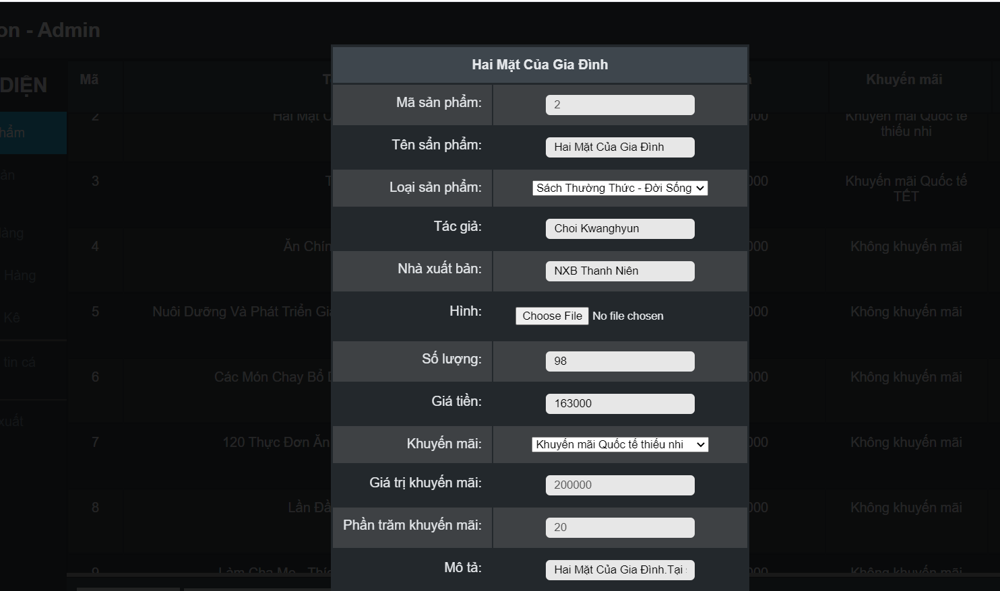 on - Admin
DIỆN
hẩm
ản
Hàng
Kê
tin cá
xuất
Mã
Khuyến mãi
2
Khuyến mãi Quốc tế
thiếu nhi
3
000
Khuyến mãi Quốc tế
TẾT
4
Ăn Chín
000
Không khuyến mãi
5
Nuôi Dưỡng Và Phát Triển Gi
000
Không khuyến mãi
6
Các Món Chay Bổ
000
Không khuyến mãi
7
120 Thực Đơn Ăn
000
Không khuyến mãi
8
Lần Đầ
000
Không khuyến mãi
9
Làm Cha Mẹ - Thí
000
Không khuyến mãi
Hai Mặt Của Gia Đình
Mã sản phẩm:
2
Tên sẩn phẩm:
Hai Mặt Của Gia Đình
Loại sản phẩm:
Sách Thường Thức - Đời Sống
Tác giả:
Choi Kwanghyun
Nhà xuất bản:
NXB Thanh Niên
Hình:
Choose File No file chosen
Số lượng:
98
Giá tiền:
163000
Khuyến mãi:
Khuyến mãi Quốc tế thiếu nhi
Giá trị khuyến mãi:
200000
Phần trăm khuyến mãi:
20
Mô tả:
Hai Mặt Của Gia Đình.Tại